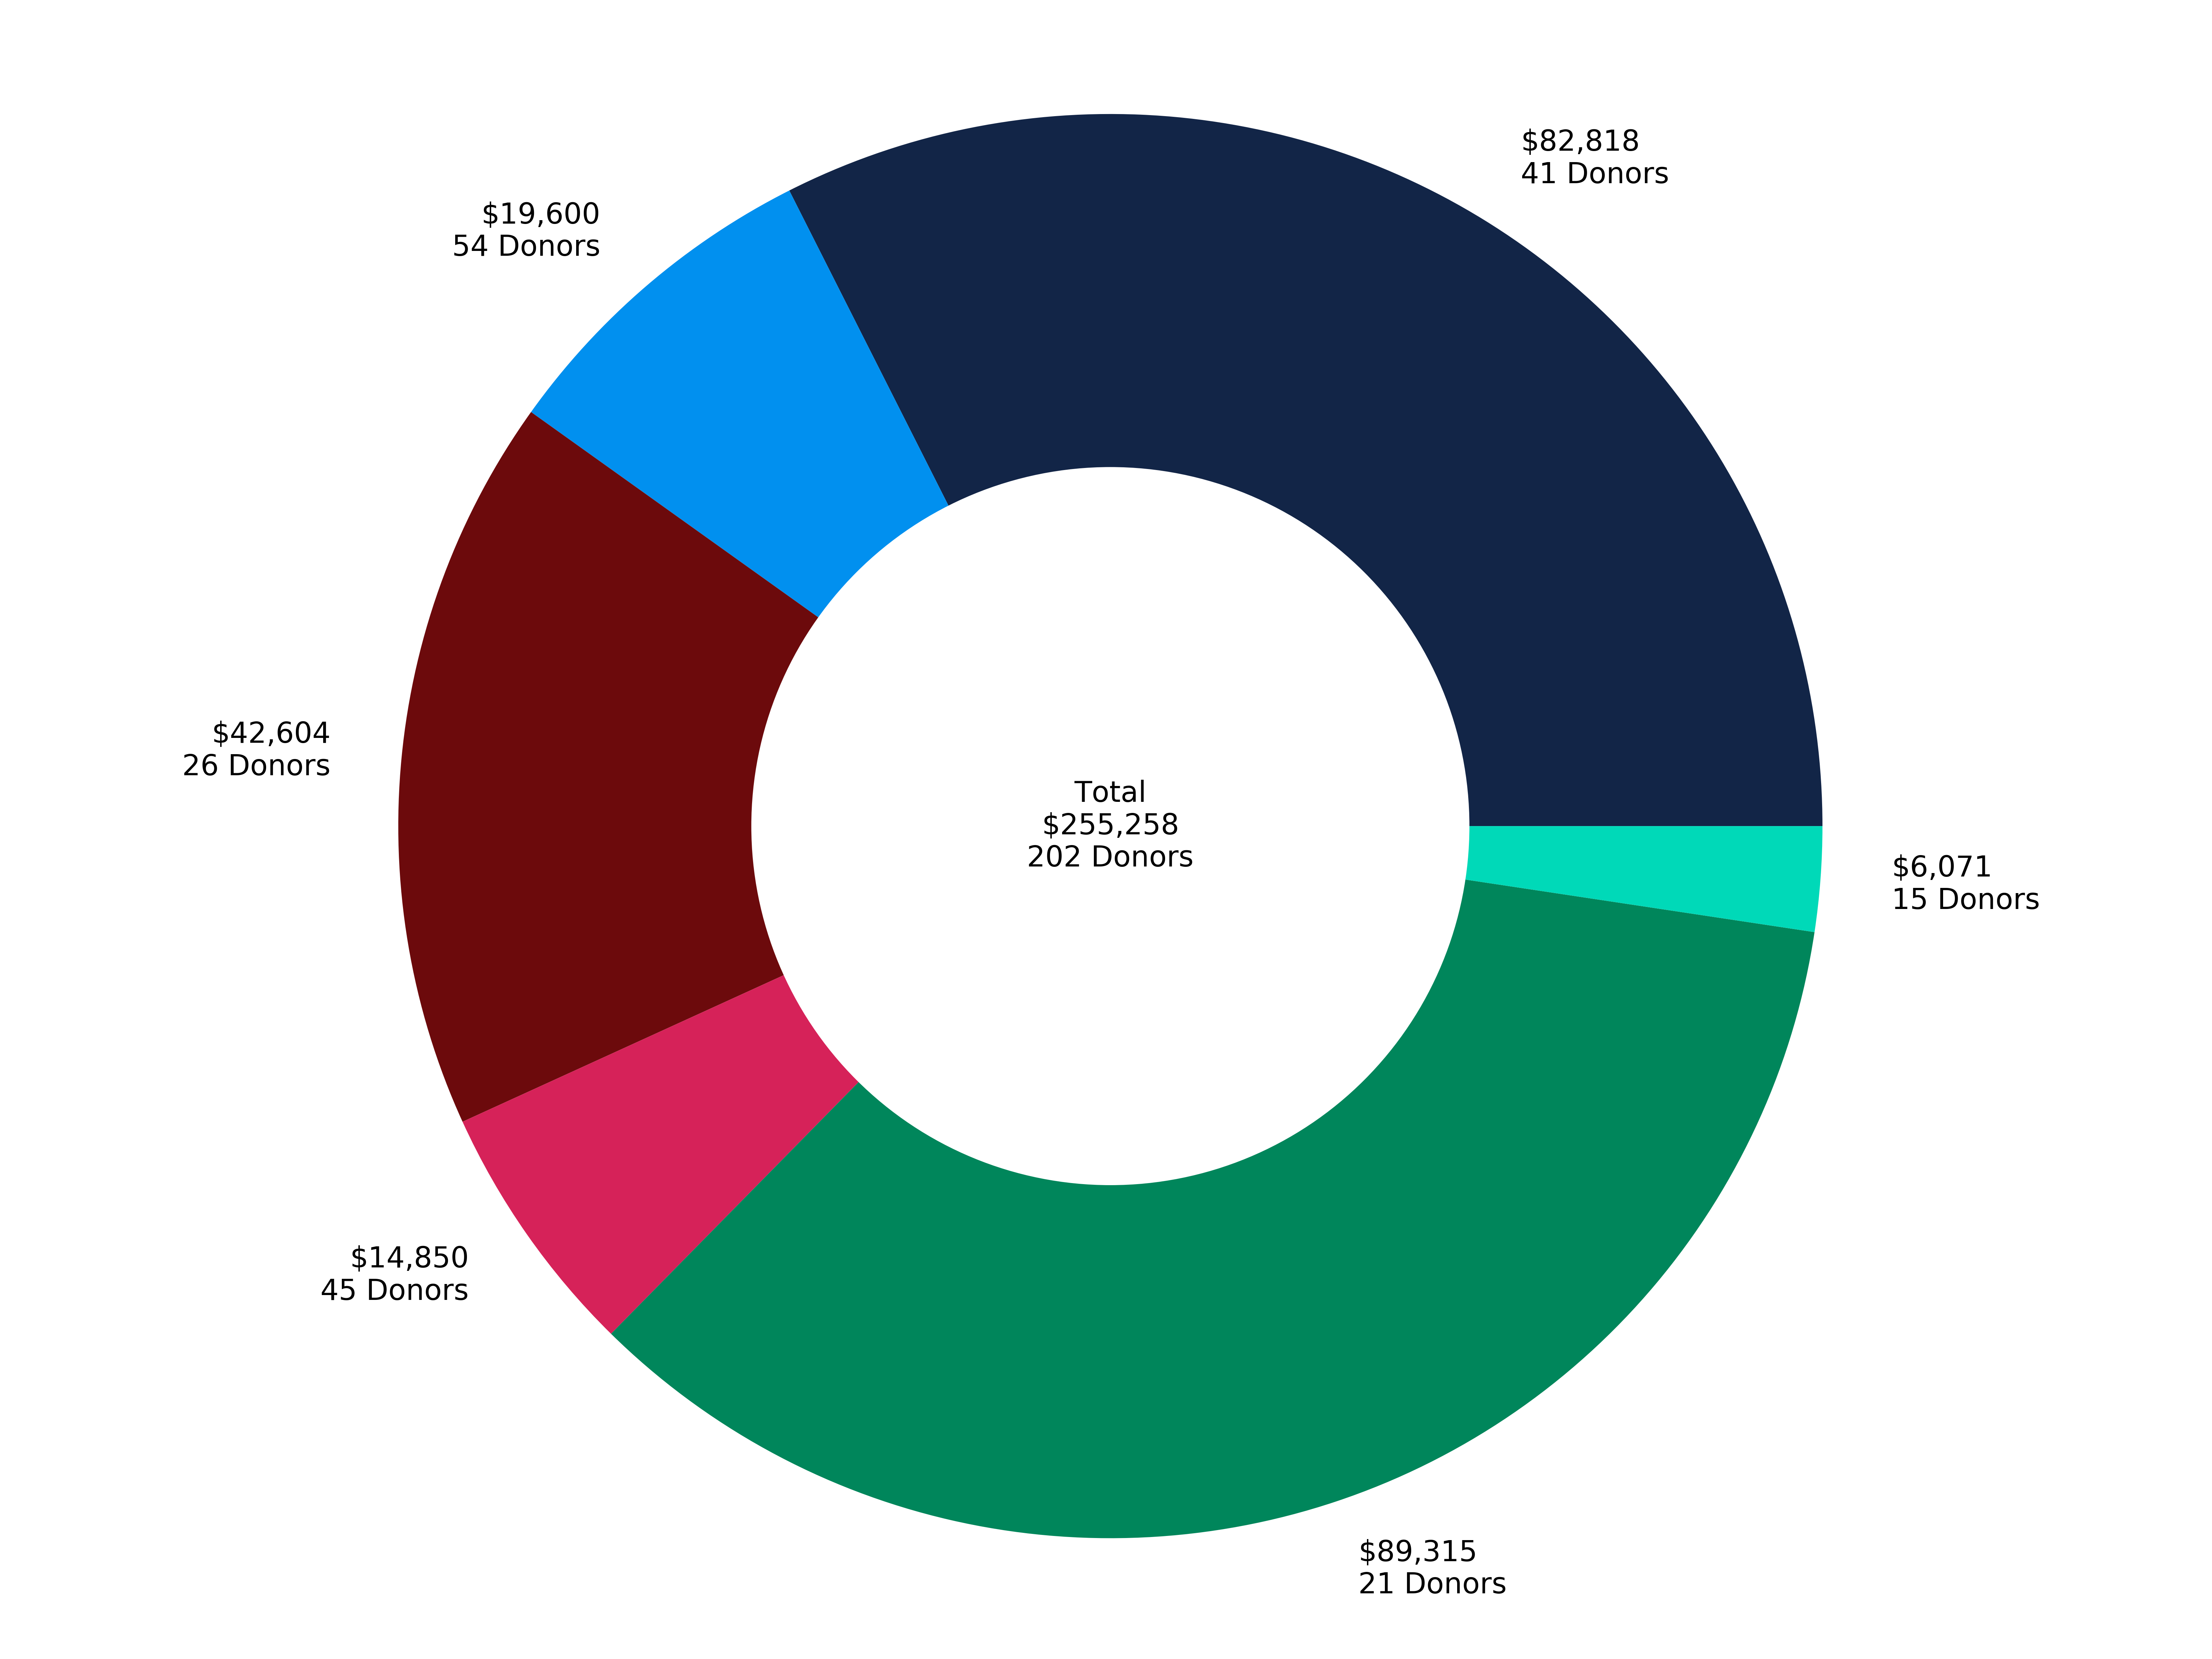 $82,818
41 Donors
$19,600
54 Donors
$42,604
26 Donors
Total
$255,258
202 Donors
$6,071
15 Donors
$14,850
45 Donors
$89,315
21 Donors